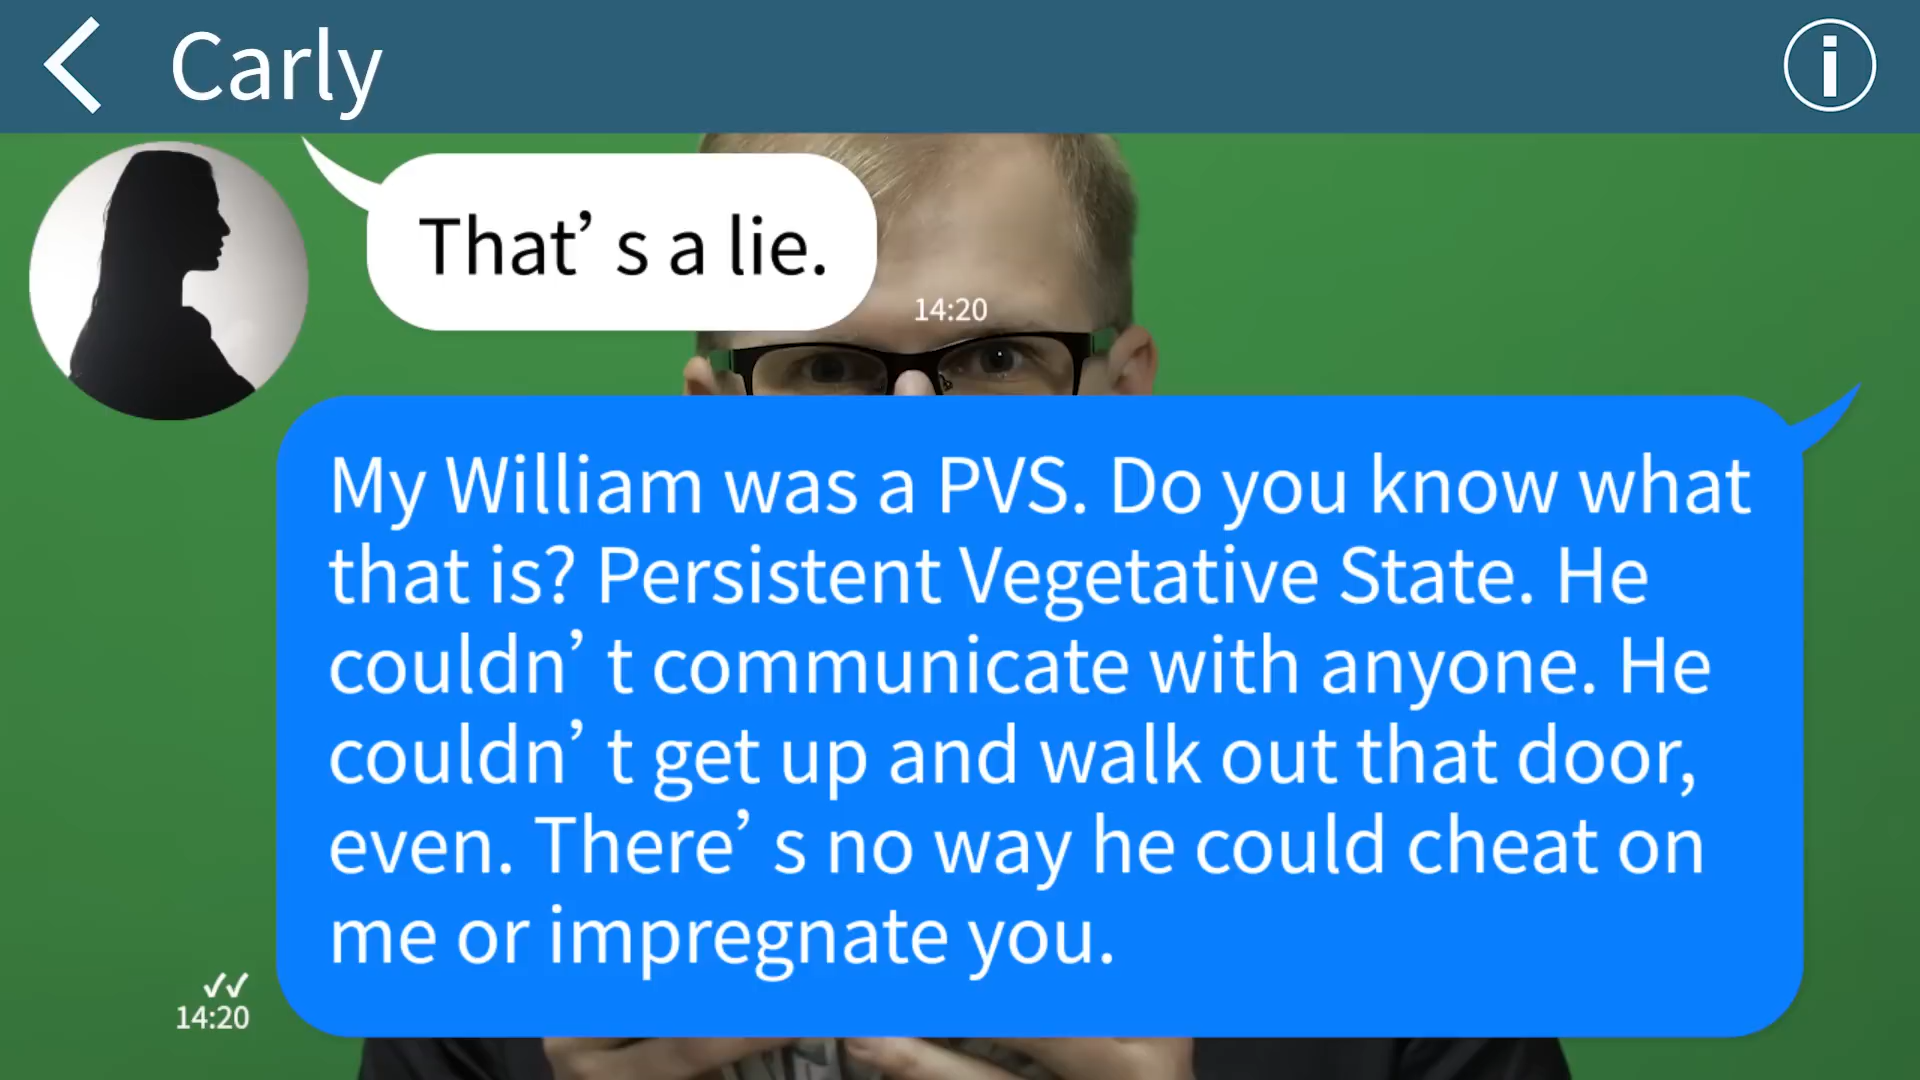 Carly
That’s a lie.
14:20
My William was a PVS. Do you know what
that is? Persistent Vegetative State. He
couldn’t communicate with anyone. He
couldn’t get up and walk out that door,
even. There’s no way he could cheat on
me or impregnate you.
14:20